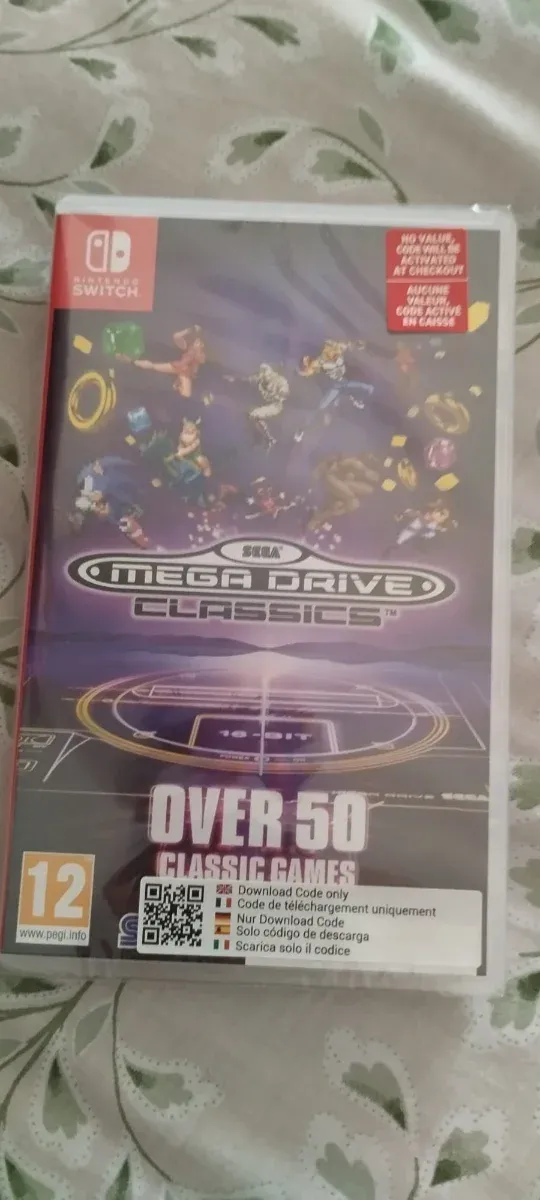 NINTENDO
SWITCH
NO VALUE,
CODE WILL BE
ACTIVATED
AT CHECKOUT
AUCUNE
VALEUR,
CODE ACTIVÉ
EN CAISSE
SEGA
MEGA DRIVE
CLASSICS™
16-BIT
OVER 50
CLASSIC GAMES
12
www.pegi.info
Download Code only
Code de téléchargement uniquement
Nur Download Code
Solo código de descarga
Scarica solo il codice